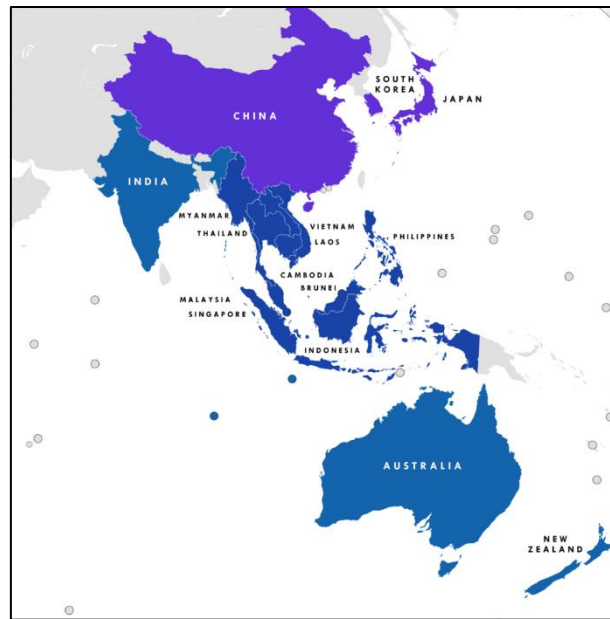 SOUTH
KOREA
JAPAN
CHINA
INDIA
MYANMAR
THAILAND
VIETNAM
LAOS
PHILIPPINES
CAMBODIA
BRUNEI
MALAYSIA
SINGAPORE
INDONESIA
AUSTRALIA
NEW
ZEALAND